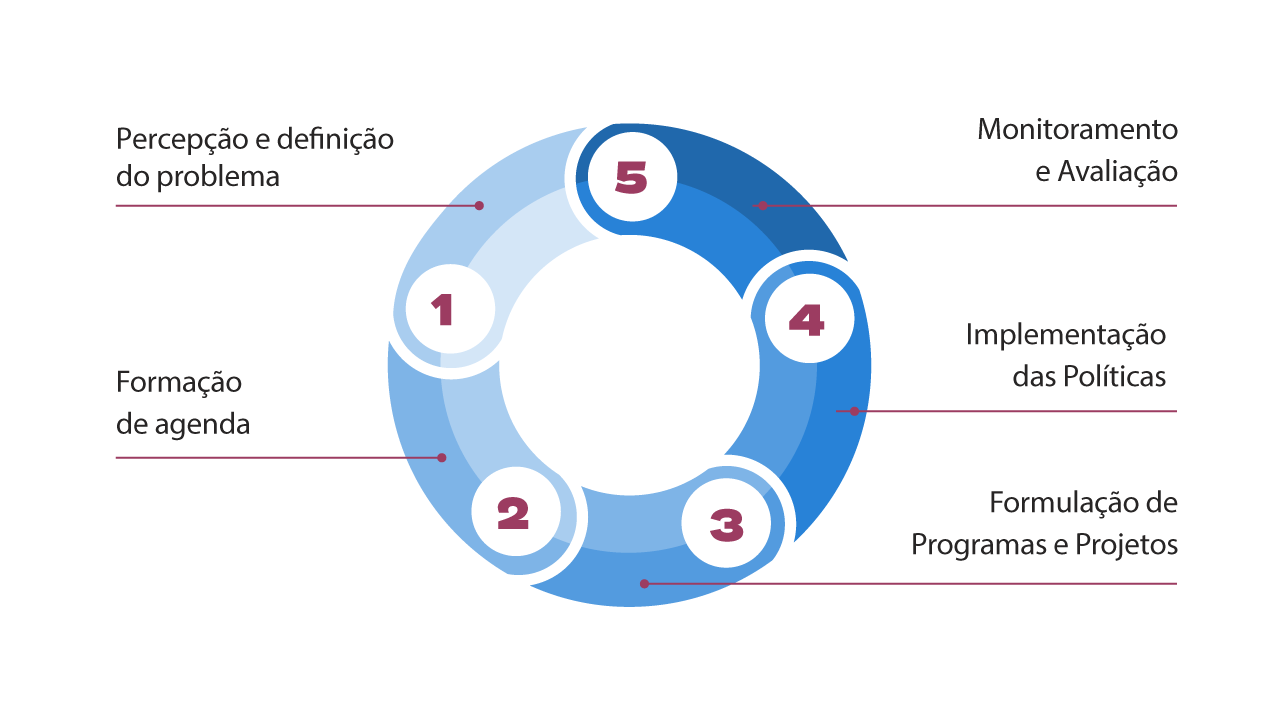 Percepção e definição
do problema
1
Formação
de agenda
2
Formulação de
Programas e Projetos
3
Implementação
das Políticas
4
Monitoramento
e Avaliação
5